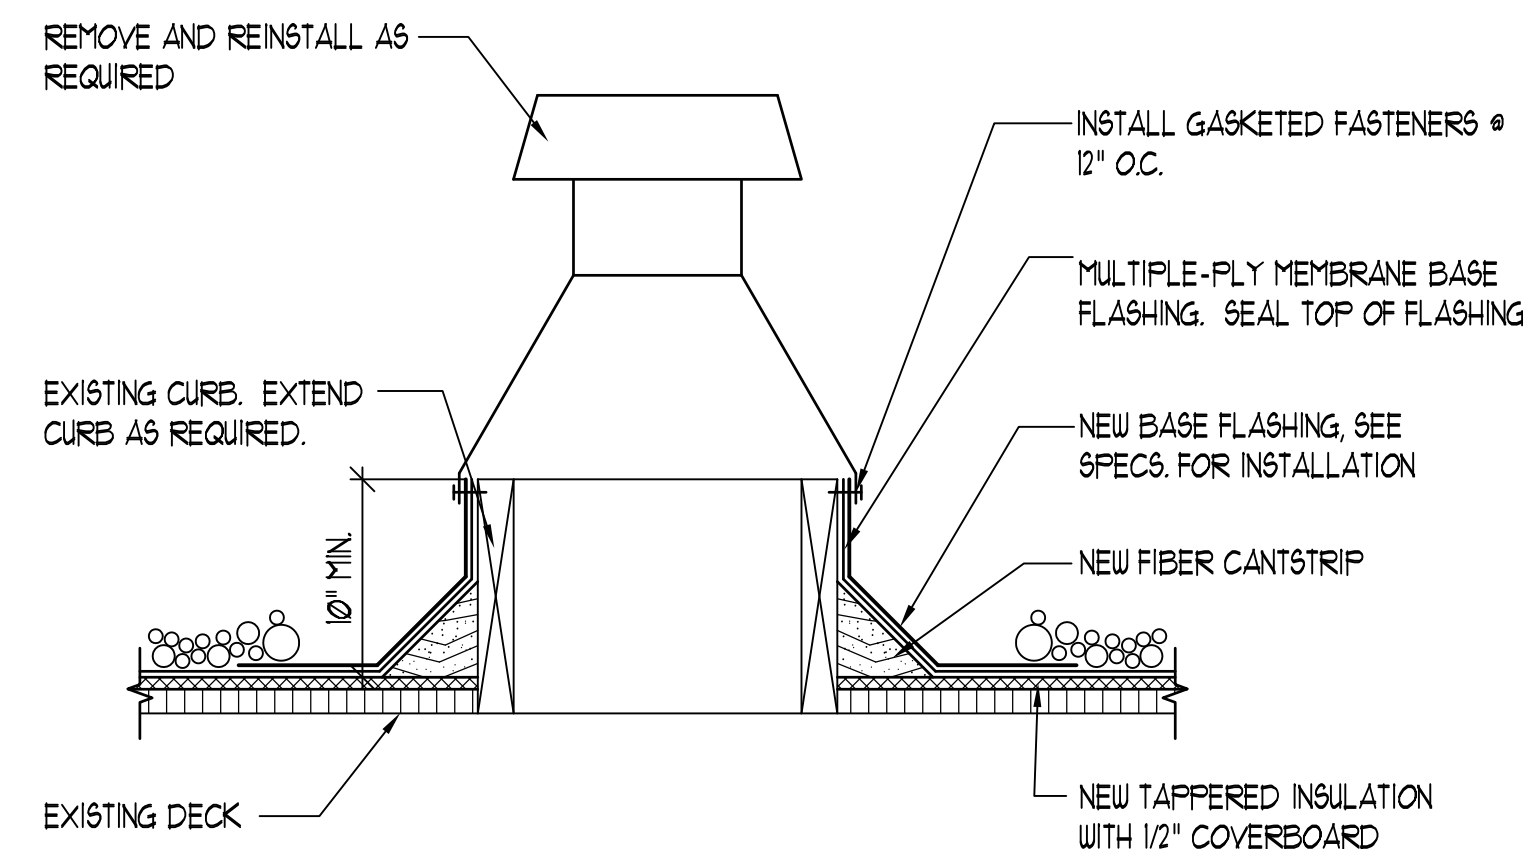 REMOVE AND REINSTALL AS
REQUIRED
INSTALL GASKETED FASTENERS @
12" O.C.
MULTIPLE-PLY MEMBRANE BASE
FLASHING. SEAL TOP OF FLASHING
EXISTING CURB. EXTEND
CURB AS REQUIRED.
NEW BASE FLASHING, SEE
SPECS. FOR INSTALLATION
10" MIN.
NEW FIBER CANTSTRIP
EXISTING DECK
NEW TAPPERED INSULATION
WITH 1/2" COVERBOARD